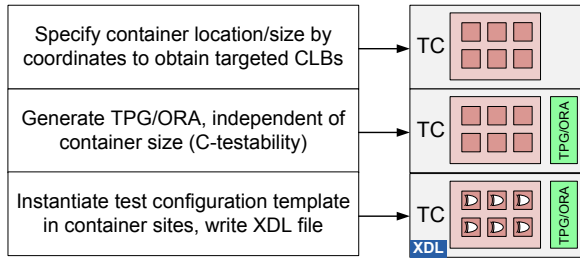 Specify container location/size by
coordinates to obtain targeted CLBs
TC
Generate TPG/ORA, independent of
container size (C-testability)
TC
TPG/ORA
Instantiate test configuration template
in container sites, write XDL file
TC
XDL
TPG/ORA